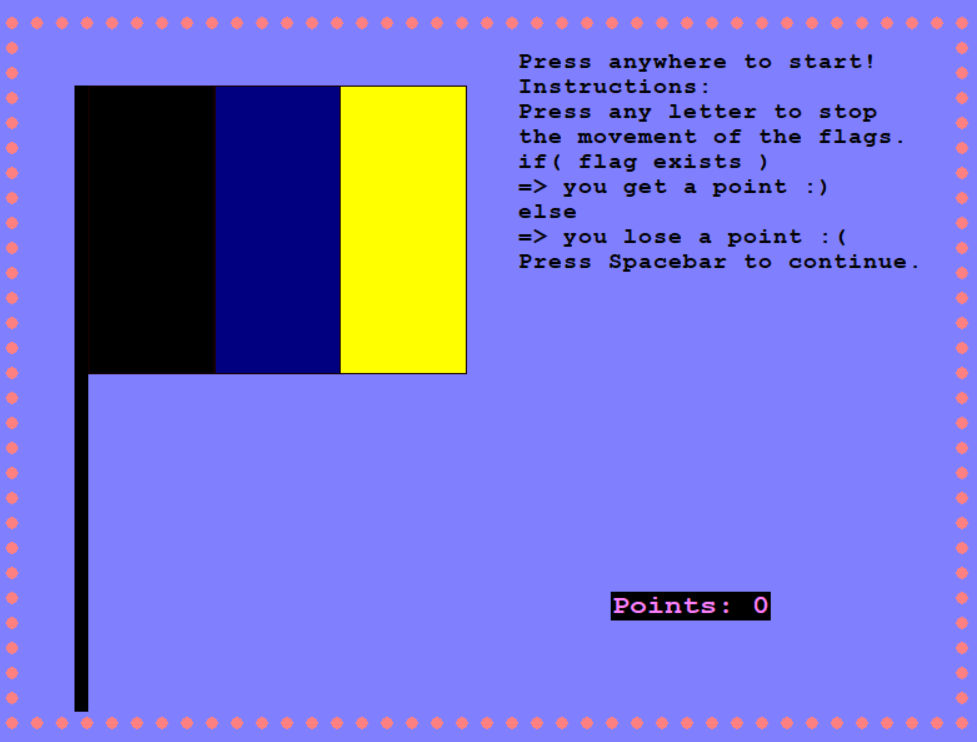 Press anywhere to start!
Instructions:
Press any letter to stop
the movement of the flags.
if( flag exists )
=> you get a point :)
else
=> you lose a point :(
Press Spacebar to continue.
Points: 0